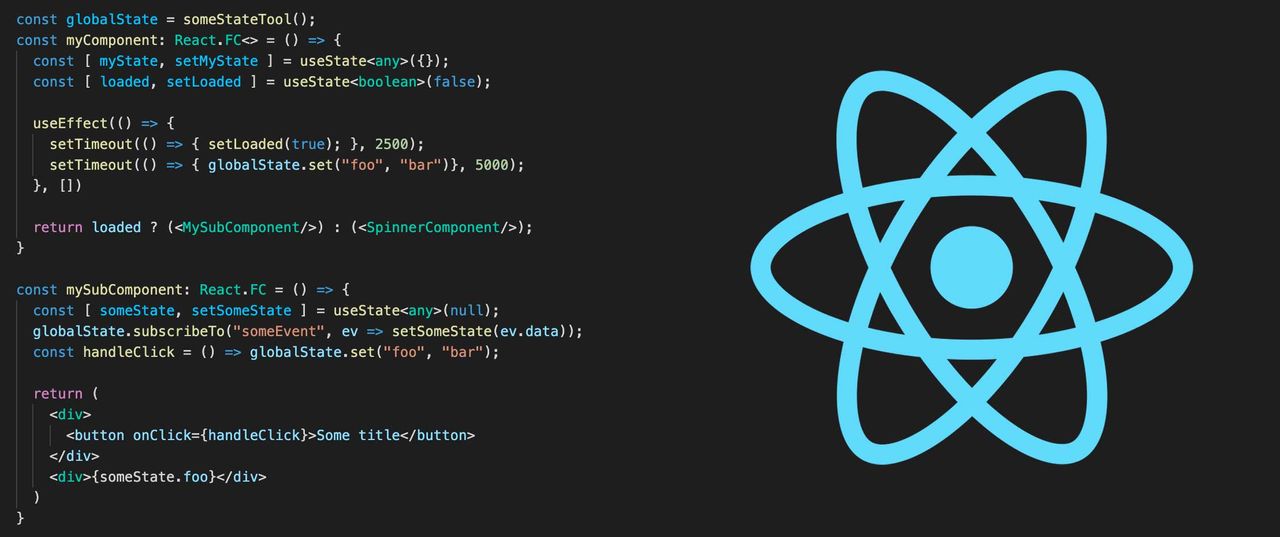 const globalState = someStateTool();
const myComponent: React.FC<> = () => {
  const [ myState, setMyState ] = useState<any>({});
  const [ loaded, setLoaded ] = useState<boolean>(false);

  useEffect(() => {
    setTimeout(() => { setLoaded(true); }, 2500);
    setTimeout(() => { globalState.set("foo", "bar")}, 5000);
  }, [])

  return loaded ? (<MySubComponent/>) : (<SpinnerComponent/>);
}

const mySubComponent: React.FC = () => {
  const [ someState, setSomeState ] = useState<any>(null);
  globalState.subscribeTo("someEvent", ev => setSomeState(ev.data));
  const handleClick = () => globalState.set("foo", "bar");

  return (
    <div>
      <button onClick={handleClick}>Some title</button>
    </div>
    <div>{someState.foo}</div>
  )
}